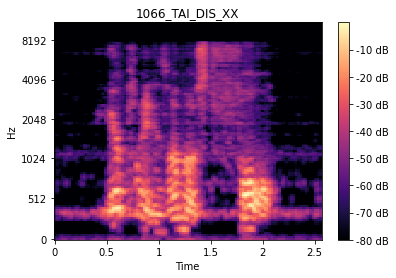 1066_TAI_DIS_XX
8192
4096
2048
1024
512
0
Hz
0
0.5
1
1.5
2
2.5
Time
-10 dB
-20 dB
-30 dB
-40 dB
-50 dB
-60 dB
-70 dB
-80 dB